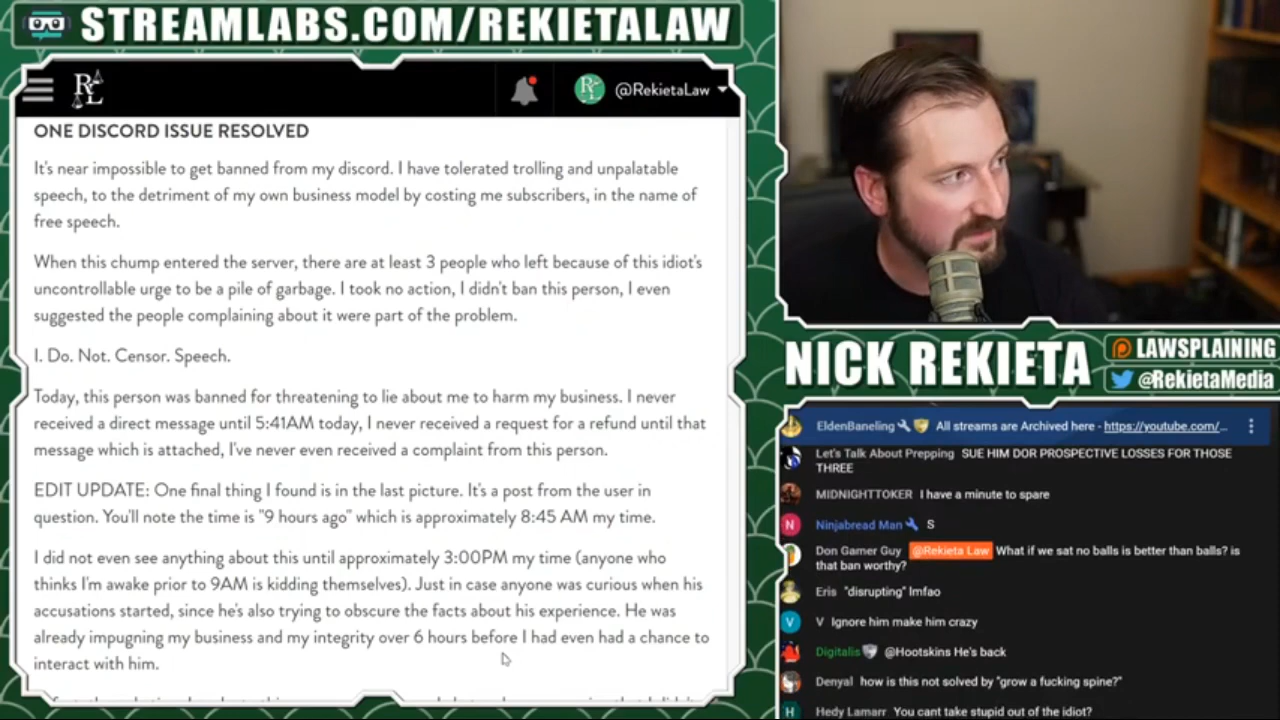 STREAMLABS.COM/REKIETALAW
RL
@RekietaLaw
ONE DISCORD ISSUE RESOLVED
It's near impossible to get banned from my discord. I have tolerated trolling and unpalatable
speech, to the detriment of my own business model by costing me subscribers, in the name of
free speech.
When this chump entered the server, there are at least 3 people who left because of this idiot's
uncontrollable urge to be a pile of garbage. I took no action, I didn't ban this person, I even
suggested the people complaining about it were part of the problem.
I. Do. Not. Censor. Speech.
Today, this person was banned for threatening to lie about me to harm my business. I never
received a direct message until 5:41AM today, I never received a request for a refund until that
message which is attached, I've never even received a complaint from this person.
EDIT UPDATE: One final thing I found is in the last picture. It's a post from the user in
question. You'll note the time is "9 hours ago" which is approximately 8:45 AM my time.
I did not even see anything about this until approximately 3:00PM my time (anyone who
thinks I'm awake prior to 9AM is kidding themselves). Just in case anyone was curious when his
accusations started, since he's also trying to obscure the facts about his experience. He was
already impugning my business and my integrity over 6 hours before I had even had a chance to
interact with him.
NICK REKIETA
LAWSPLAINING
@RekietaMedia
EldenBaneling All streams are Archived here - https://youtube.com/...
Let's Talk About Prepping SUE HIM DOR PROSPECTIVE LOSSES FOR THOSE
THREE
MIDNIGHTTOKER I have a minute to spare
N Ninjabread Man S
Don Gamer Guy @Rekieta Law What if we sat no balls is better than balls? is
that ban worthy?
Eris "disrupting" lmfao
V V Ignore him make him crazy
Digitalis @Hootskins He's back
Denyal how is this not solved by "grow a fucking spine?"
H Hedy Lamarr You cant take stupid out of the idiot?